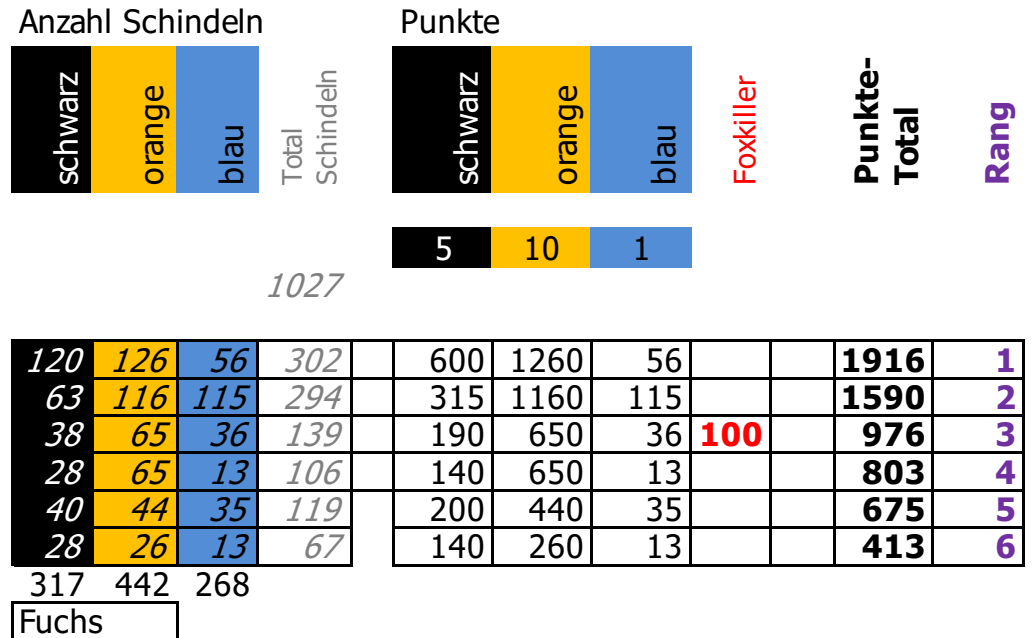 Anzahl Schindeln Punkte
schwarz orange blau Total Schindeln schwarz orange blau Foxkiller Punkte-Total Rang
5 10 1
1027
120 126 56 302 600 1260 56 1916 1
63 116 115 294 315 1160 115 1590 2
38 65 36 139 190 650 36 100 976 3
28 65 13 106 140 650 13 803 4
40 44 35 119 200 440 35 675 5
28 26 13 67 140 260 13 413 6
317 442 268
Fuchs